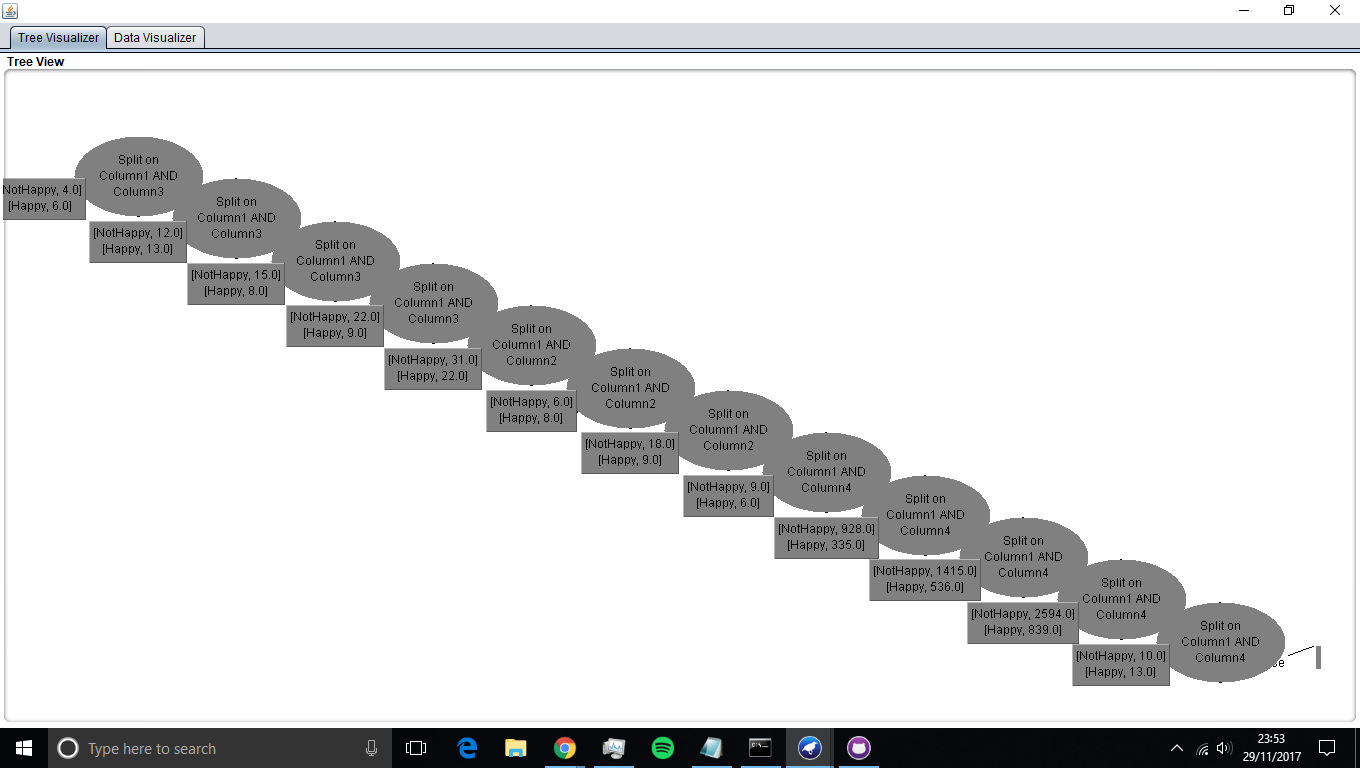 Tree Visualizer
Data Visualizer
Tree View
Split on
Column1 AND
Column3
NotHappy, 4.0]
[Happy, 6.0]
Split on
Column1 AND
Column3
[NotHappy, 12.0]
[Happy, 13.0]
Split on
Column1 AND
Column3
[NotHappy, 15.0]
[Happy, 8.0]
Split on
Column1 AND
Column3
[NotHappy, 22.0]
[Happy, 9.0]
Split on
Column1 AND
Column2
[NotHappy, 31.0]
[Happy, 22.0]
Split on
Column1 AND
Column2
[NotHappy, 6.0]
[Happy, 8.0]
Split on
Column1 AND
Column2
[NotHappy, 18.0]
[Happy, 9.0]
Split on
Column1 AND
Column4
[NotHappy, 9.0]
[Happy, 6.0]
Split on
Column1 AND
Column4
[NotHappy, 928.0]
[Happy, 335.0]
Split on
Column1 AND
Column4
[NotHappy, 1415.0]
[Happy, 536.0]
Split on
Column1 AND
Column4
[NotHappy, 2594.0]
[Happy, 839.0]
Split on
Column1 AND
Column4
[NotHappy, 10.0]
[Happy, 13.0]
Type here to search
23:53
29/11/2017